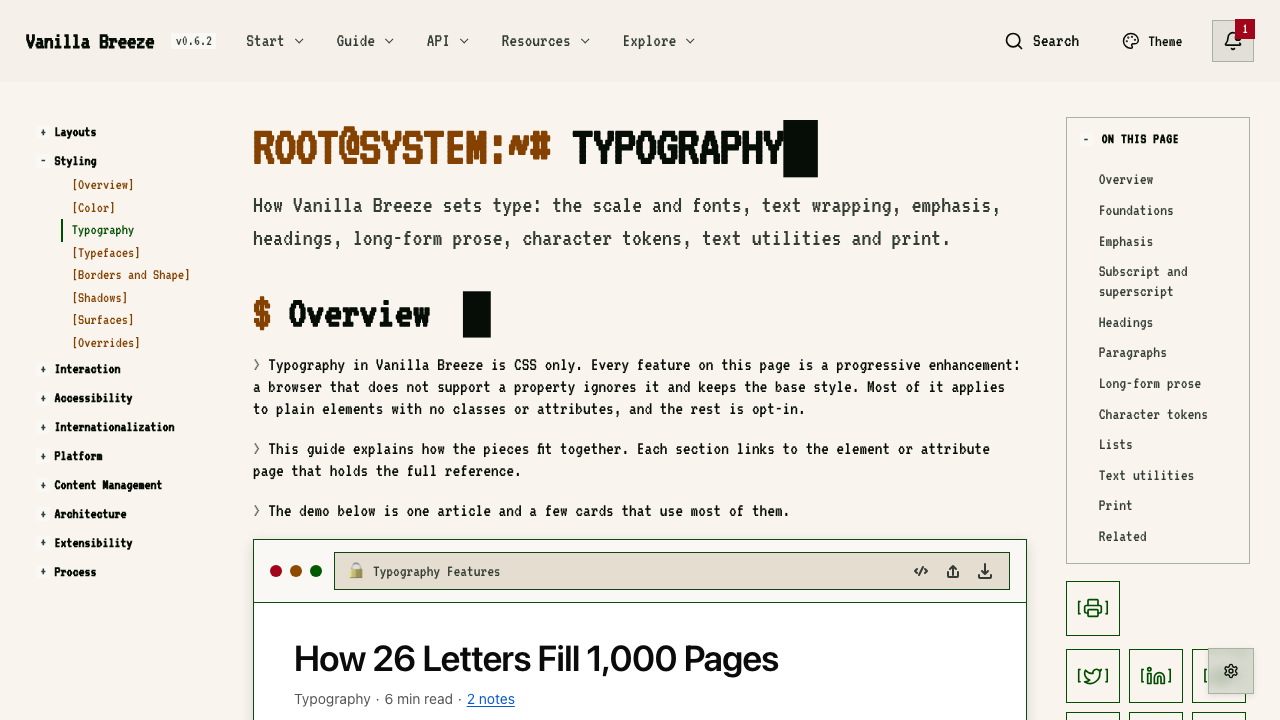 Vanilla Breeze v0.6.2 Start Guide API Resources Explore Search Theme 1
+ Layouts
- Styling
[Overview]
[Color]
Typography
[Typefaces]
[Borders and Shape]
[Shadows]
[Surfaces]
[Overrides]
+ Interaction
+ Accessibility
+ Internationalization
+ Platform
+ Content Management
+ Architecture
+ Extensibility
+ Process
ROOT@SYSTEM:~# TYPOGRAPHY
How Vanilla Breeze sets type: the scale and fonts, text wrapping, emphasis,
headings, long-form prose, character tokens, text utilities and print.
$ Overview
> Typography in Vanilla Breeze is CSS only. Every feature on this page is a progressive enhancement:
a browser that does not support a property ignores it and keeps the base style. Most of it applies
to plain elements with no classes or attributes, and the rest is opt-in.
> This guide explains how the pieces fit together. Each section links to the element or attribute
page that holds the full reference.
> The demo below is one article and a few cards that use most of them.
Typography Features
How 26 Letters Fill 1,000 Pages
Typography · 6 min read · 2 notes
- ON THIS PAGE
Overview
Foundations
Emphasis
Subscript and
superscript
Headings
Paragraphs
Long-form prose
Character tokens
Lists
Text utilities
Print
Related